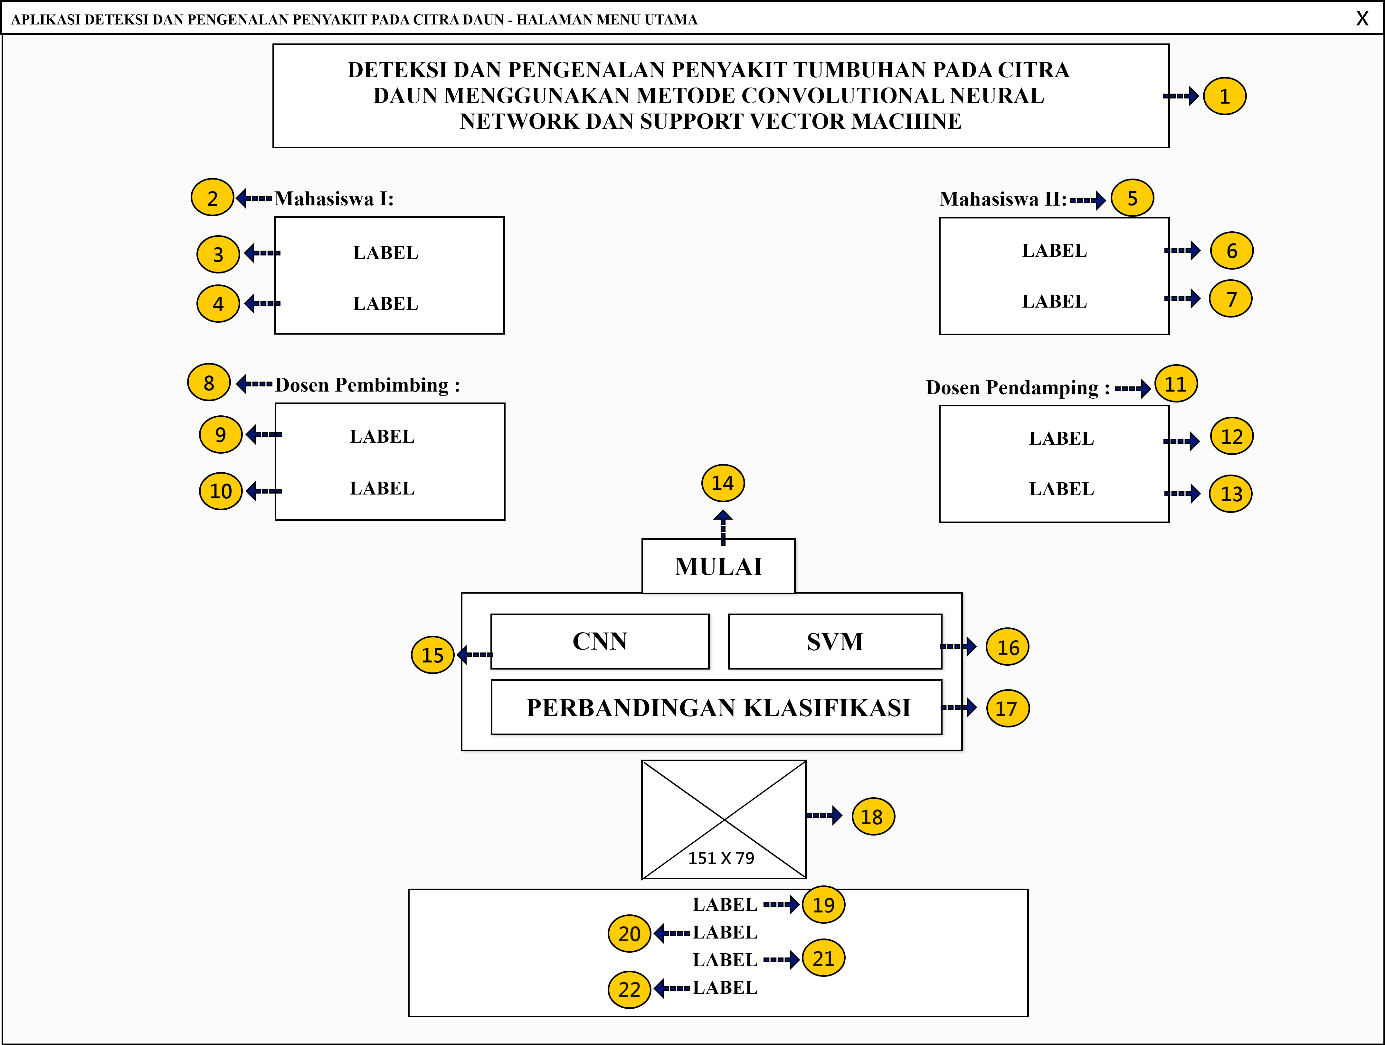 APLIKASI DETEKSI DAN PENGENALAN PENYAKIT PADA CITRA DAUN - HALAMAN MENU UTAMA X
DETEKSI DAN PENGENALAN PENYAKIT TUMBUHAN PADA CITRA
DAUN MENGGUNAKAN METODE CONVOLUTIONAL NEURAL
NETWORK DAN SUPPORT VECTOR MACHINE
1
2 Mahasiswa I:
3 LABEL
4 LABEL
Mahasiswa II: 5
LABEL 6
LABEL 7
8 Dosen Pembimbing :
9 LABEL
10 LABEL
Dosen Pendamping : 11
LABEL 12
LABEL 13
14
MULAI
15 CNN
SVM 16
PERBANDINGAN KLASIFIKASI 17
151 X 79
18
LABEL 19
20 LABEL
LABEL 21
22 LABEL